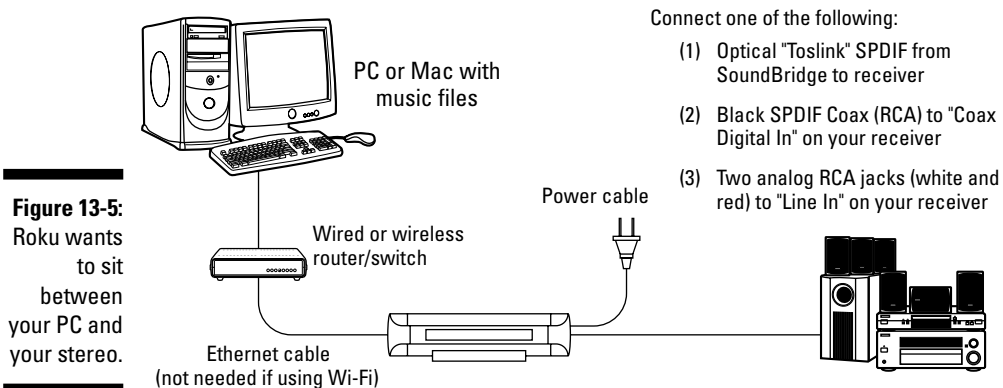 Connect one of the following:
(1) Optical "Toslink" SPDIF from
SoundBridge to receiver
(2) Black SPDIF Coax (RCA) to "Coax
Digital In" on your receiver
(3) Two analog RCA jacks (white and
red) to "Line In" on your receiver
PC or Mac with
music files
Power cable
Wired or wireless
router/switch
Ethernet cable
(not needed if using Wi-Fi)
Figure 13-5:
Roku wants
to sit
between
your PC and
your stereo.